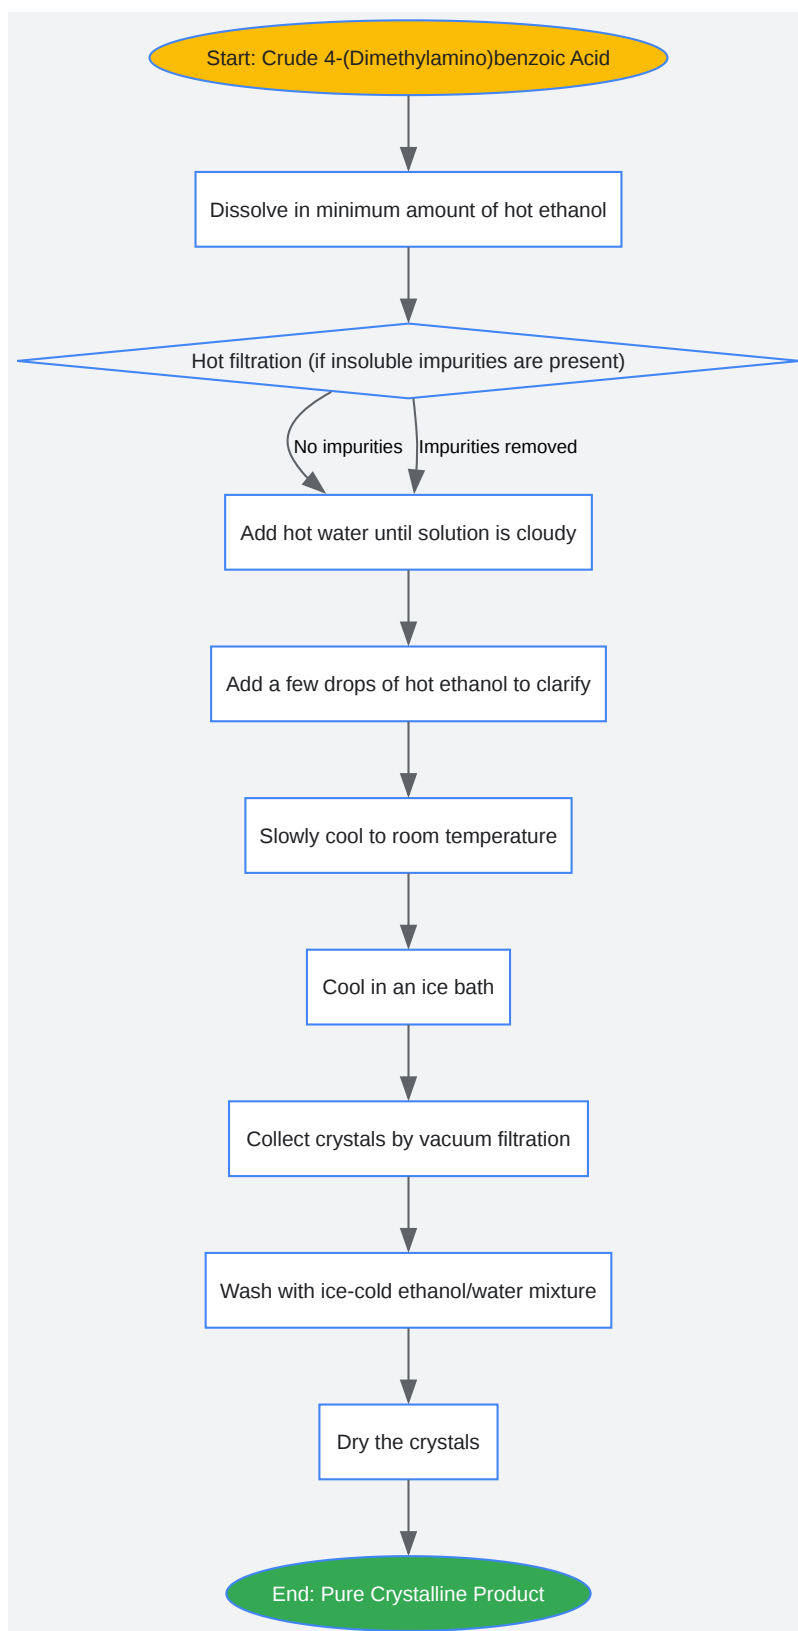 Start: Crude 4-(Dimethylamino)benzoic Acid
Dissolve in minimum amount of hot ethanol
Hot filtration (if insoluble impurities are present)
No impurities
Impurities removed
Add hot water until solution is cloudy
Add a few drops of hot ethanol to clarify
Slowly cool to room temperature
Cool in an ice bath
Collect crystals by vacuum filtration
Wash with ice-cold ethanol/water mixture
Dry the crystals
End: Pure Crystalline Product